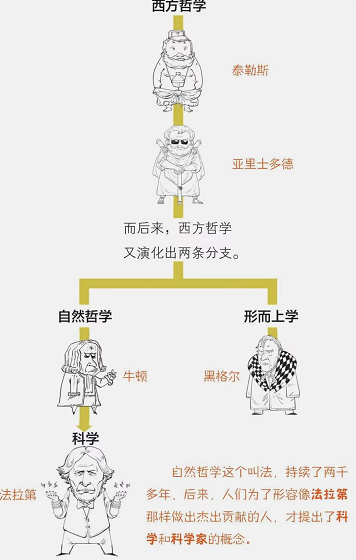 西方哲学
泰勒斯
亚里士多德
而后来，西方哲学
又演化出两条分支。
自然哲学
形而上学
牛顿
黑格尔
科学
法拉第
自然哲学这个叫法，持续了两千
多年，后来，人们为了形容像法拉第
那样做出杰出贡献的人，才提出了科
学和科学家的概念。